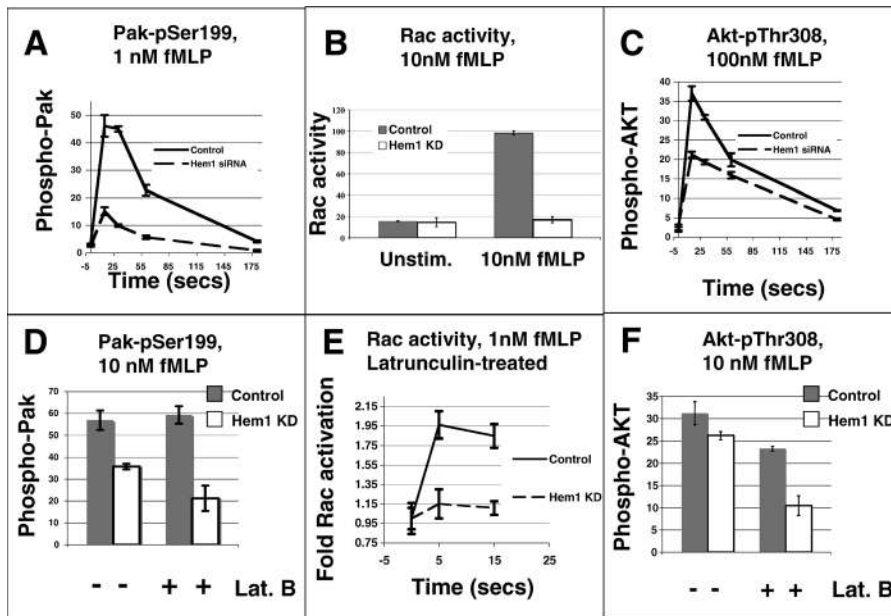 A
Pak-pSer199,
1 nM fMLP
Phospho-Pak
50
40
30
20
10
0
Control
Hem1 siRNA
-5 25 55 85 115 145 175
Time (secs)
B
Rac activity,
10nM fMLP
Rac activity
120
100
80
60
40
20
0
Control
Hem1 KD
Unstim. 10nM fMLP
C
Akt-pThr308,
100nM fMLP
Phospho-AKT
40
35
30
25
20
15
10
5
0
Control
Hem1 siRNA
-5 25 55 85 115 145 175
Time (secs)
D
Pak-pSer199,
10 nM fMLP
Phospho-Pak
70
60
50
40
30
20
10
0
Control
Hem1 KD
- - + + Lat. B
E
Rac activity, 1nM fMLP
Latrunculin-treated
Fold Rac activation
2.15
1.95
1.75
1.55
1.35
1.15
0.95
0.75
Control
Hem1 KD
-5 5 15 25
Time (secs)
F
Akt-pThr308,
10 nM fMLP
Phospho-AKT
35
30
25
20
15
10
5
0
Control
Hem1 KD
- - + + Lat. B